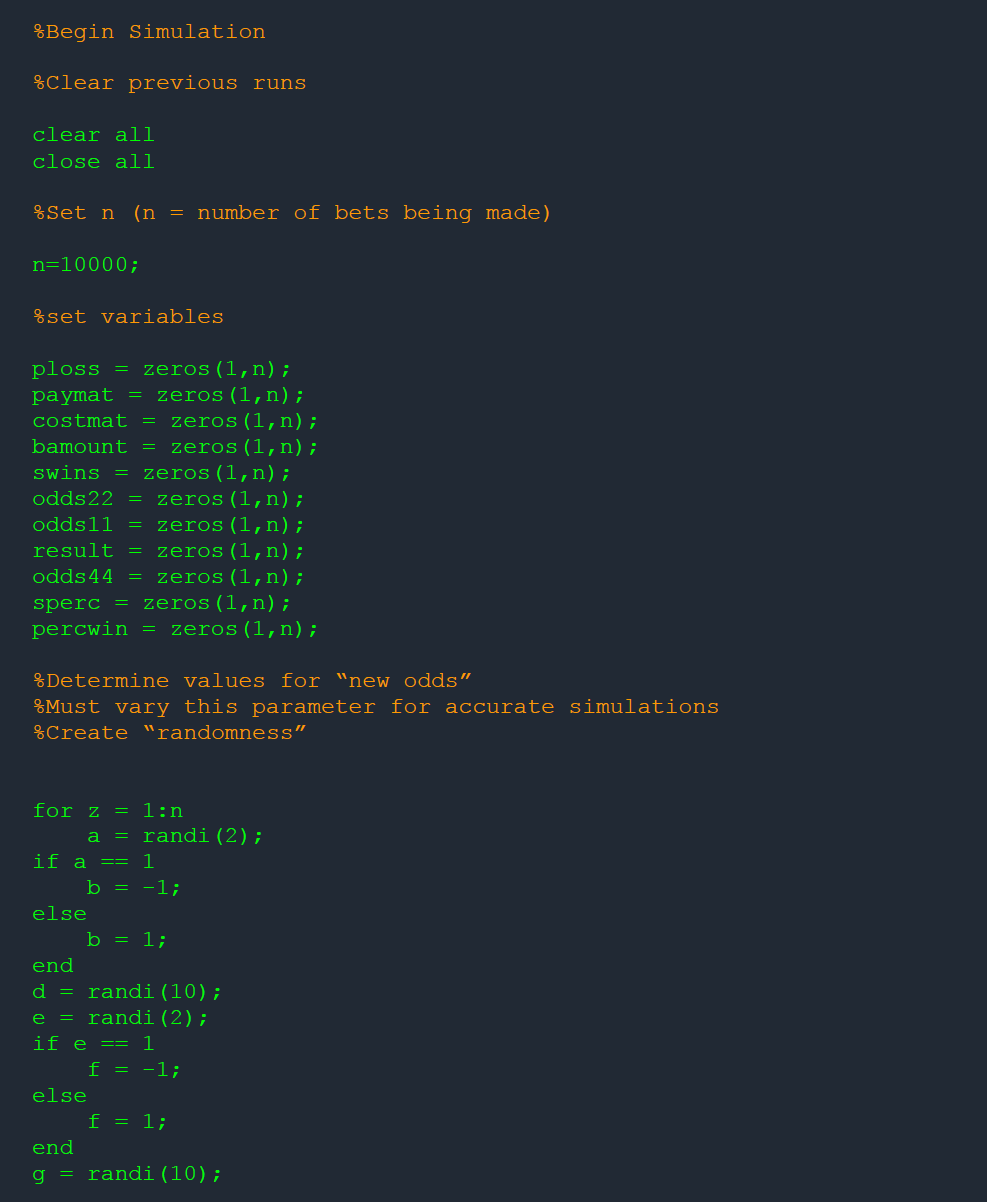 %Begin Simulation
%Clear previous runs
clear all
close all
%Set n (n = number of bets being made)
n=10000;
%set variables
ploss = zeros(1,n);
paymat = zeros(1,n);
costmat = zeros(1,n);
bamount = zeros(1,n);
swins = zeros(1,n);
odds22 = zeros(1,n);
odds11 = zeros(1,n);
result = zeros(1,n);
odds44 = zeros(1,n);
sperc = zeros(1,n);
percwin = zeros(1,n);
%Determine values for “new odds”
%Must vary this parameter for accurate simulations
%Create “randomness”
for z = 1:n
    a = randi(2);
if a == 1
    b = -1;
else
    b = 1;
end
d = randi(10);
e = randi(2);
if e == 1
    f = -1;
else
    f = 1;
end
g = randi(10);